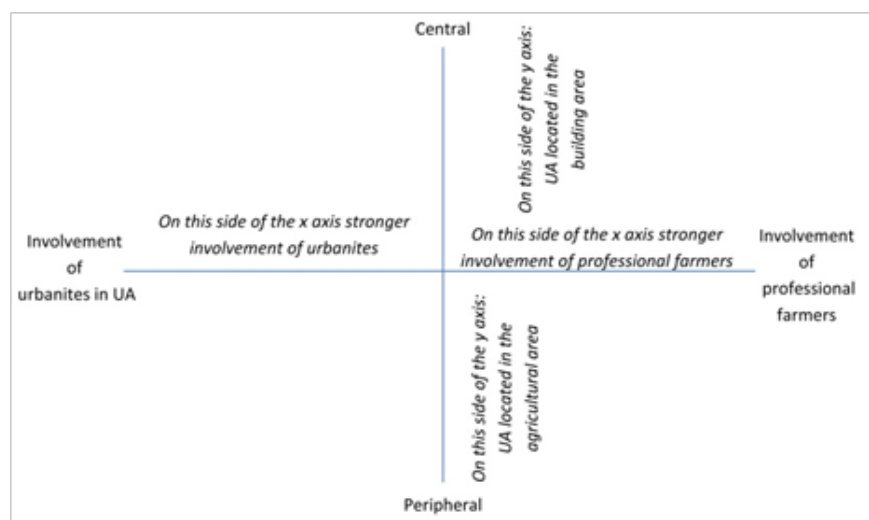 Central
On this side of the y axis:
UA located in the
building area
On this side of the x axis stronger
involvement of urbanites
On this side of the x axis stronger
involvement of professional farmers
Involvement
of
urbanites in UA
Involvement
of
professional
farmers
On this side of the y axis:
UA located in the
agricultural area
Peripheral